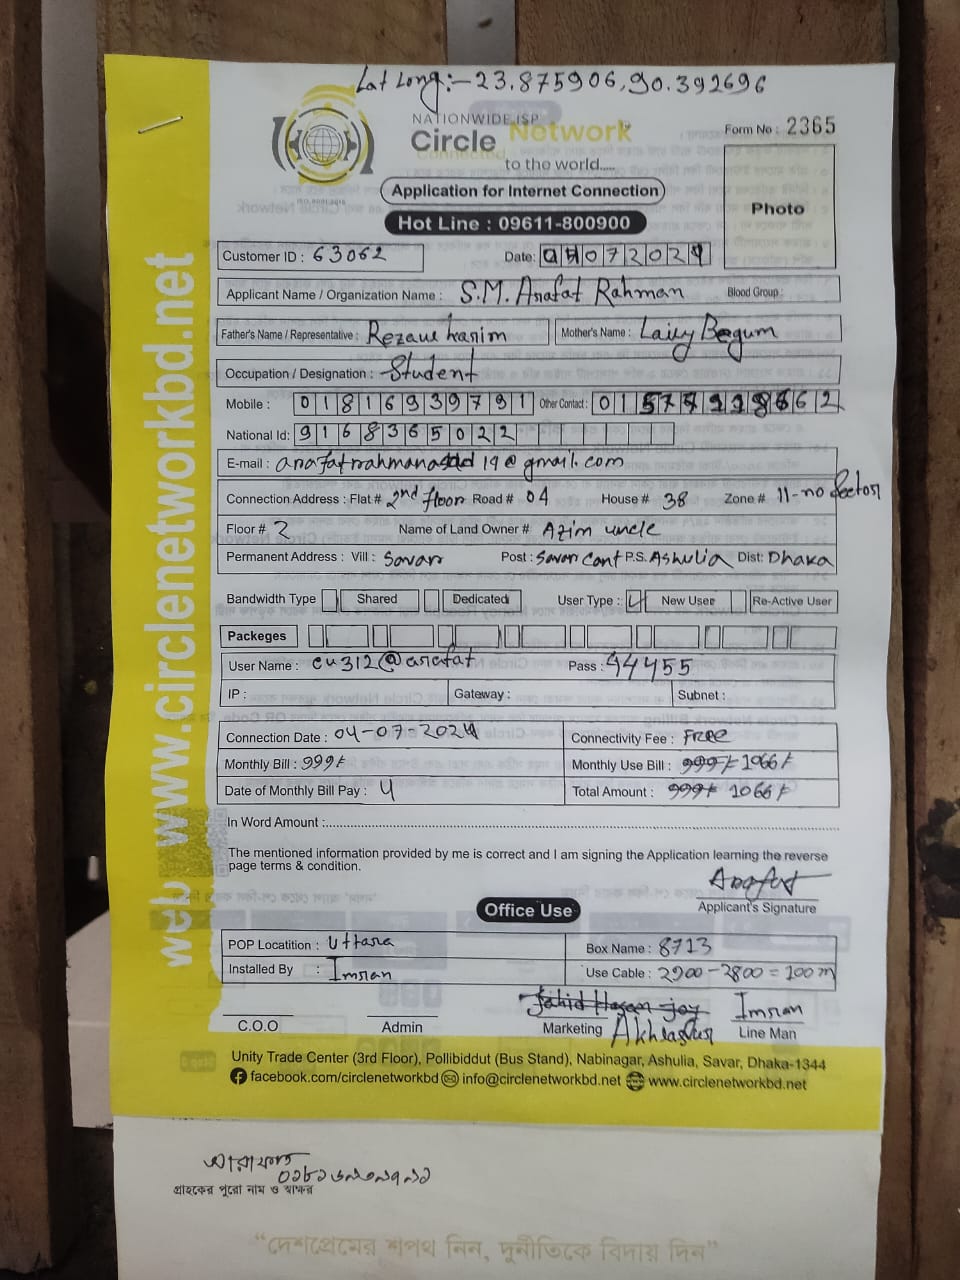 Lat Long:-23.875906,90.392696
NATIONWIDE ISP
Circle Network
to the world.....
Form No : 2365
Application for Internet Connection
Photo
Hot Line : 09611-800900
Customer ID : 63062 Date: 04072024
Applicant Name / Organization Name : S.M. Arafat Rahman Blood Group :
Father's Name / Representative : Rezaul karim Mother's Name : Laily Begum
Occupation / Designation : Student
Mobile : 01816939791 Other Contact :
National Id: 9168365022
E-mail :
Connection Address : Flat # 2nd floor Road # 04 House # 38 Zone # 11-no Sector
Floor # 2 Name of Land Owner # Azim uncle
Permanent Address : Vill : Savar Post : Savar Cant P.S. Ashulia Dist: Dhaka
Bandwidth Type Shared Dedicated User Type : New User Re-Active User
Packeges
User Name : cu312@arafat Pass : 44455
IP : Gateway : Subnet :
Connection Date : 04-07-2024 Connectivity Fee : Free
Monthly Bill : 999/- Monthly Use Bill : 999/- 1066/-
Date of Monthly Bill Pay : 4 Total Amount : 999/- 1066/-
In Word Amount :
The mentioned information provided by me is correct and I am signing the Application learning the reverse
page terms & condition.
Arafat
Applicant's Signature
Office Use
POP Locatition : Uttara Box Name : 8713
Installed By : Imran Use Cable : 2900-2800 = 100m
Jahid Hasan Joy Imran
C.O.O Admin Marketing Line Man
Unity Trade Center (3rd Floor), Pollibiddut (Bus Stand), Nabinagar, Ashulia, Savar, Dhaka-1344
facebook.com/circlenetworkbd info@circlenetworkbd.net www.circlenetworkbd.net
web www.circlenetworkbd.net
আরাফাত
০১৮১৬৯৩৯৭৯১
গ্রাহকের পুরো নাম ও স্বাক্ষর
“দেশপ্রেমের শপথ নিন, দুর্নীতিকে বিদায় দিন”